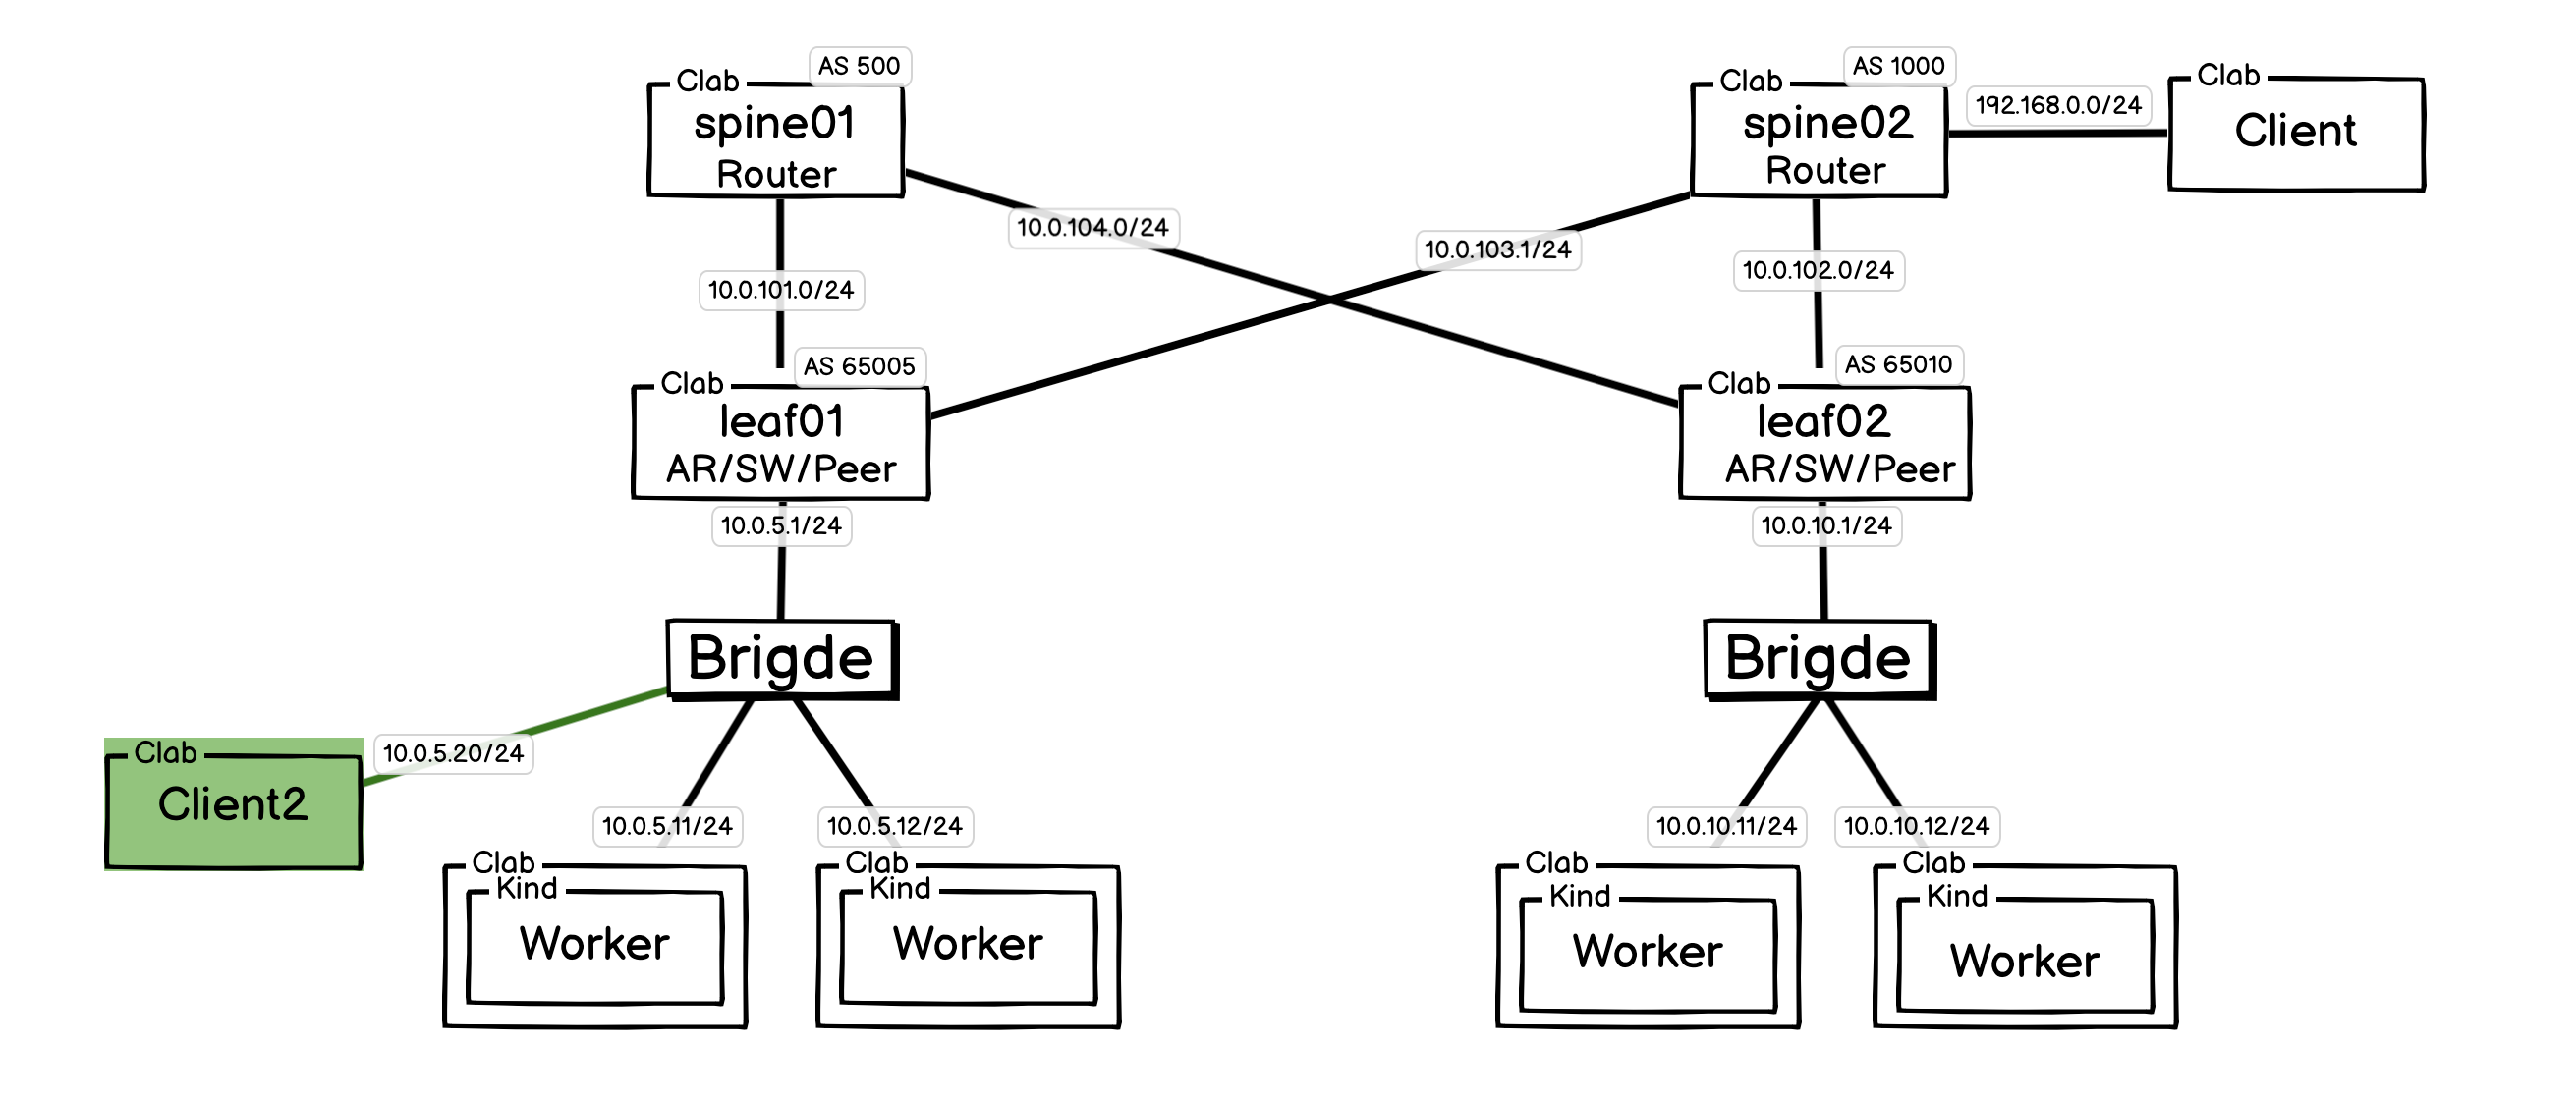 AS 500
Clab
spine01
Router
AS 1000
Clab
spine02
Router
192.168.0.0/24
Clab
Client
10.0.104.0/24
10.0.103.1/24
10.0.101.0/24
10.0.102.0/24
AS 65005
Clab
leaf01
AR/SW/Peer
AS 65010
Clab
leaf02
AR/SW/Peer
10.0.5.1/24
10.0.10.1/24
Brigde
Brigde
Clab
Client2
10.0.5.20/24
10.0.5.11/24
10.0.5.12/24
10.0.10.11/24
10.0.10.12/24
Clab
Kind
Worker
Clab
Kind
Worker
Clab
Kind
Worker
Clab
Kind
Worker